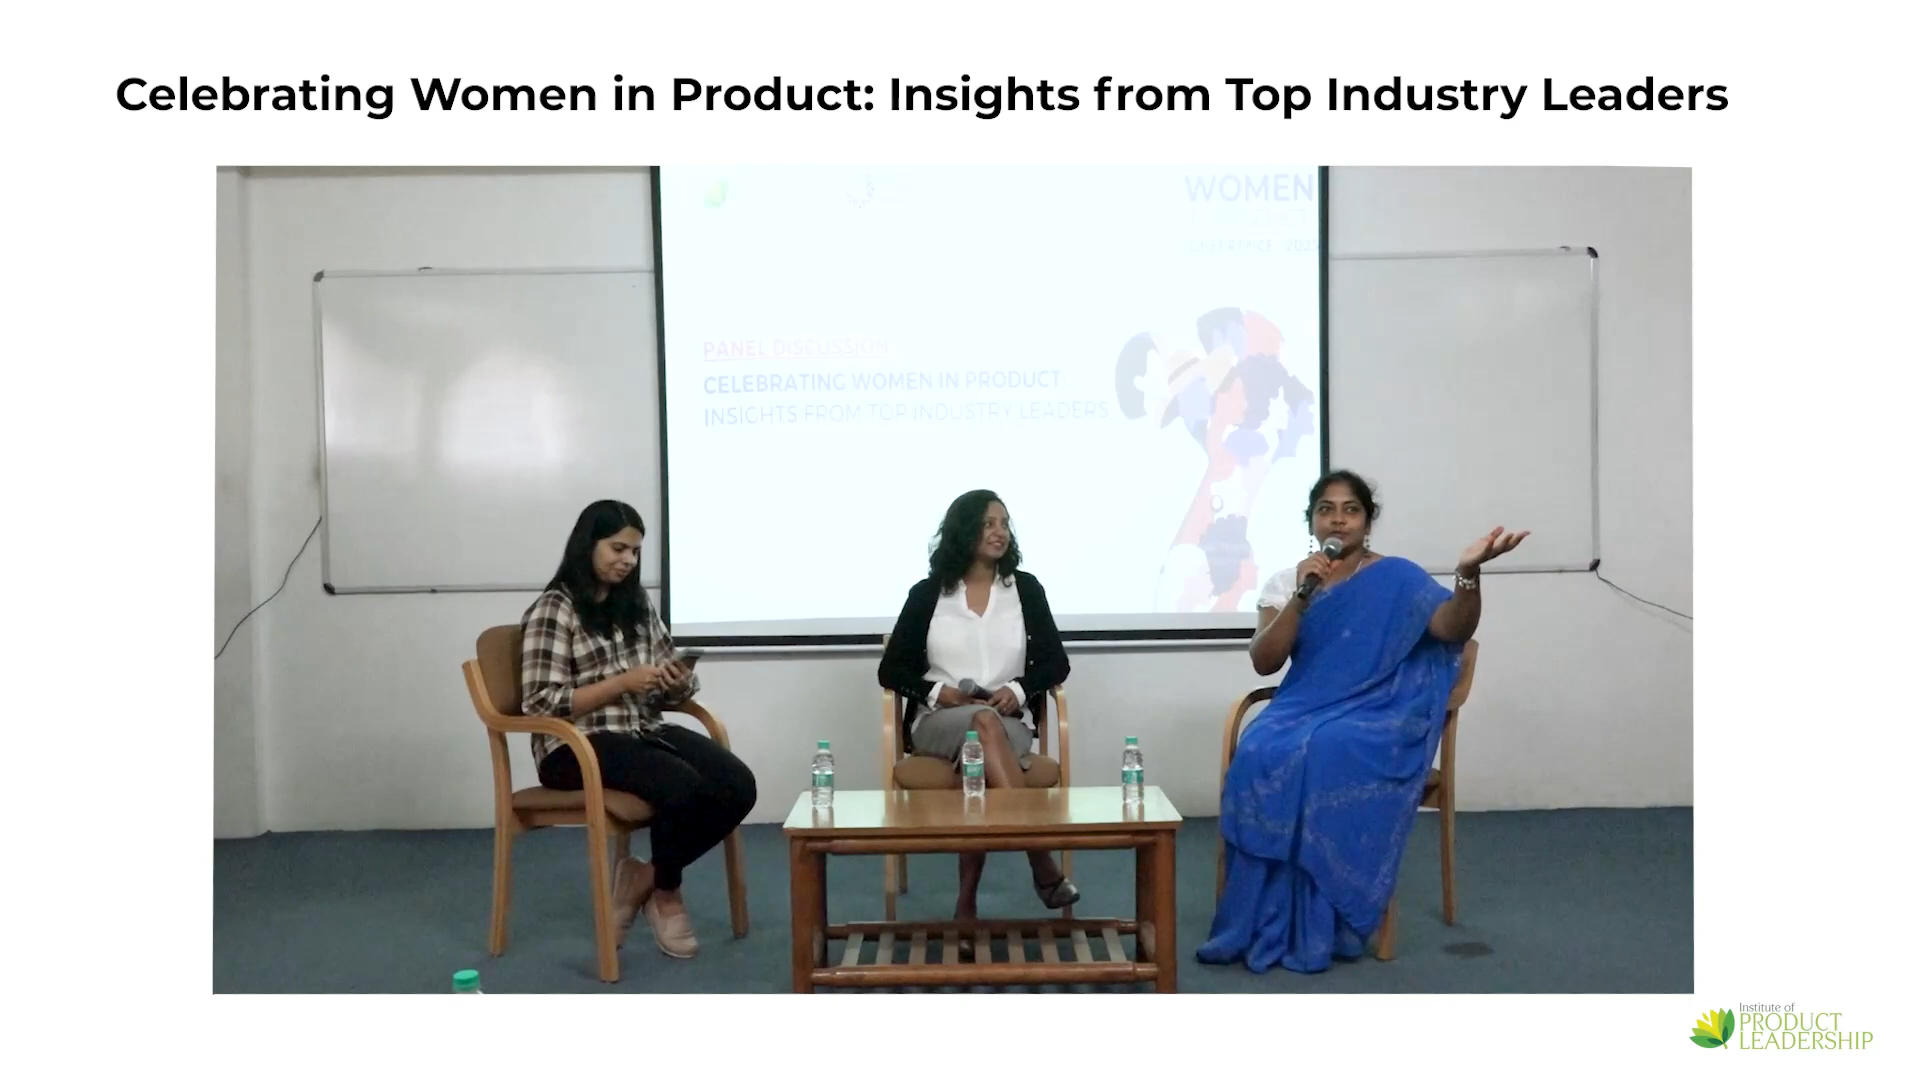 Celebrating Women in Product: Insights from Top Industry Leaders
WOMEN
PANEL DISCUSSION
CELEBRATING WOMEN IN PRODUCT
INSIGHTS FROM TOP INDUSTRY LEADERS
Institute of
PRODUCT
LEADERSHIP